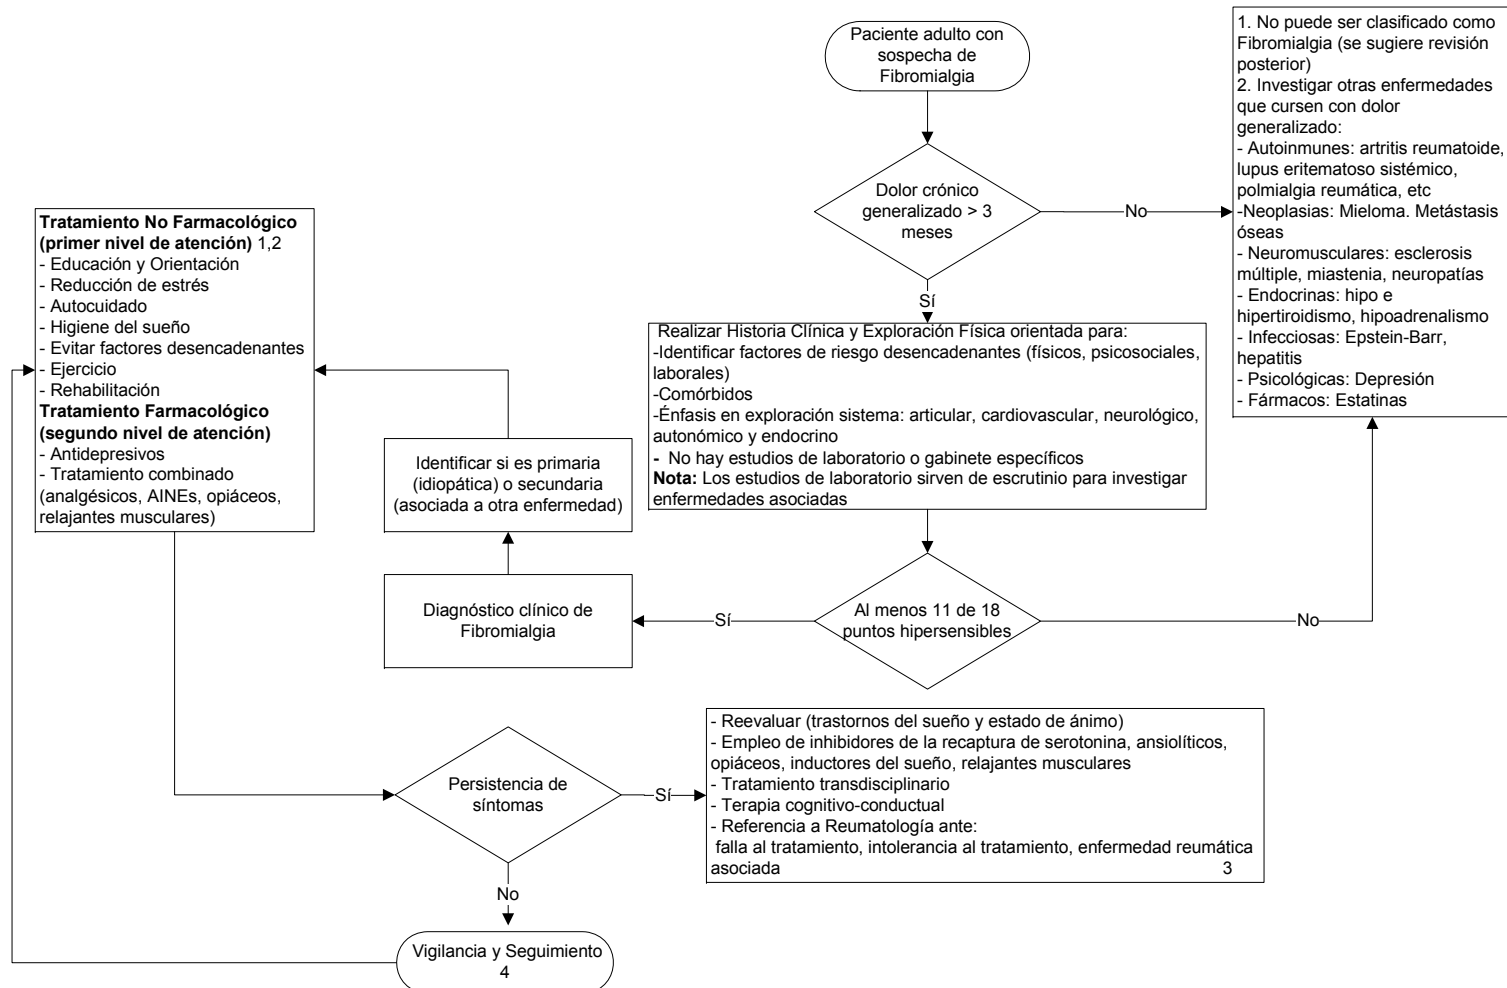 Paciente adulto con
sospecha de
Fibromialgia
Dolor crónico
generalizado > 3
meses
No
Sí
1. No puede ser clasificado como
Fibromialgia (se sugiere revisión
posterior)
2. Investigar otras enfermedades
que cursen con dolor
generalizado:
- Autoinmunes: artritis reumatoide,
lupus eritematoso sistémico,
polmialgia reumática, etc
-Neoplasias: Mieloma. Metástasis
óseas
- Neuromusculares: esclerosis
múltiple, miastenia, neuropatías
- Endocrinas: hipo e
hipertiroidismo, hipoadrenalismo
- Infecciosas: Epstein-Barr,
hepatitis
- Psicológicas: Depresión
- Fármacos: Estatinas
Realizar Historia Clínica y Exploración Física orientada para:
-Identificar factores de riesgo desencadenantes (físicos, psicosociales,
laborales)
-Comórbidos
-Énfasis en exploración sistema: articular, cardiovascular, neurológico,
autonómico y endocrino
- No hay estudios de laboratorio o gabinete específicos
Nota: Los estudios de laboratorio sirven de escrutinio para investigar
enfermedades asociadas
Al menos 11 de 18
puntos hipersensibles
Sí
No
Diagnóstico clínico de
Fibromialgia
Identificar si es primaria
(idiopática) o secundaria
(asociada a otra enfermedad)
Tratamiento No Farmacológico
(primer nivel de atención) 1,2
- Educación y Orientación
- Reducción de estrés
- Autocuidado
- Higiene del sueño
- Evitar factores desencadenantes
- Ejercicio
- Rehabilitación
Tratamiento Farmacológico
(segundo nivel de atención)
- Antidepresivos
- Tratamiento combinado
(analgésicos, AINEs, opiáceos,
relajantes musculares)
Persistencia de
síntomas
Sí
No
- Reevaluar (trastornos del sueño y estado de ánimo)
- Empleo de inhibidores de la recaptura de serotonina, ansiolíticos,
opiáceos, inductores del sueño, relajantes musculares
- Tratamiento transdisciplinario
- Terapia cognitivo-conductual
- Referencia a Reumatología ante:
falla al tratamiento, intolerancia al tratamiento, enfermedad reumática
asociada 3
Vigilancia y Seguimiento
4